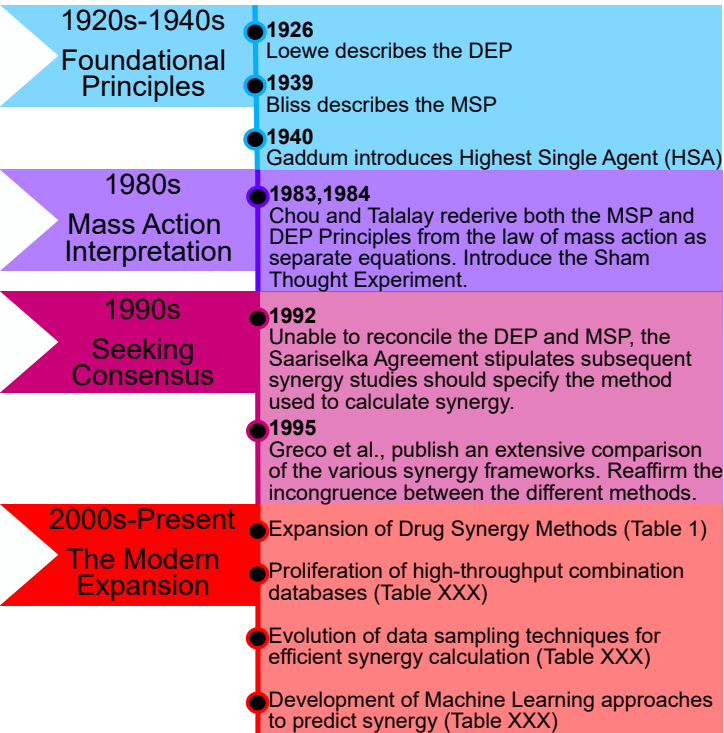 1920s-1940s
Foundational
Principles
1926
Loewe describes the DEP
1939
Bliss describes the MSP
1940
Gaddum introduces Highest Single Agent (HSA)
1980s
Mass Action
Interpretation
1983,1984
Chou and Talalay rederive both the MSP and
DEP Principles from the law of mass action as
separate equations. Introduce the Sham
Thought Experiment.
1990s
Seeking
Consensus
1992
Unable to reconcile the DEP and MSP, the
Saariselka Agreement stipulates subsequent
synergy studies should specify the method
used to calculate synergy.
1995
Greco et al., publish an extensive comparison
of the various synergy frameworks. Reaffirm the
incongruence between the different methods.
2000s-Present
The Modern
Expansion
Expansion of Drug Synergy Methods (Table 1)
Proliferation of high-throughput combination
databases (Table XXX)
Evolution of data sampling techniques for
efficient synergy calculation (Table XXX)
Development of Machine Learning approaches
to predict synergy (Table XXX)